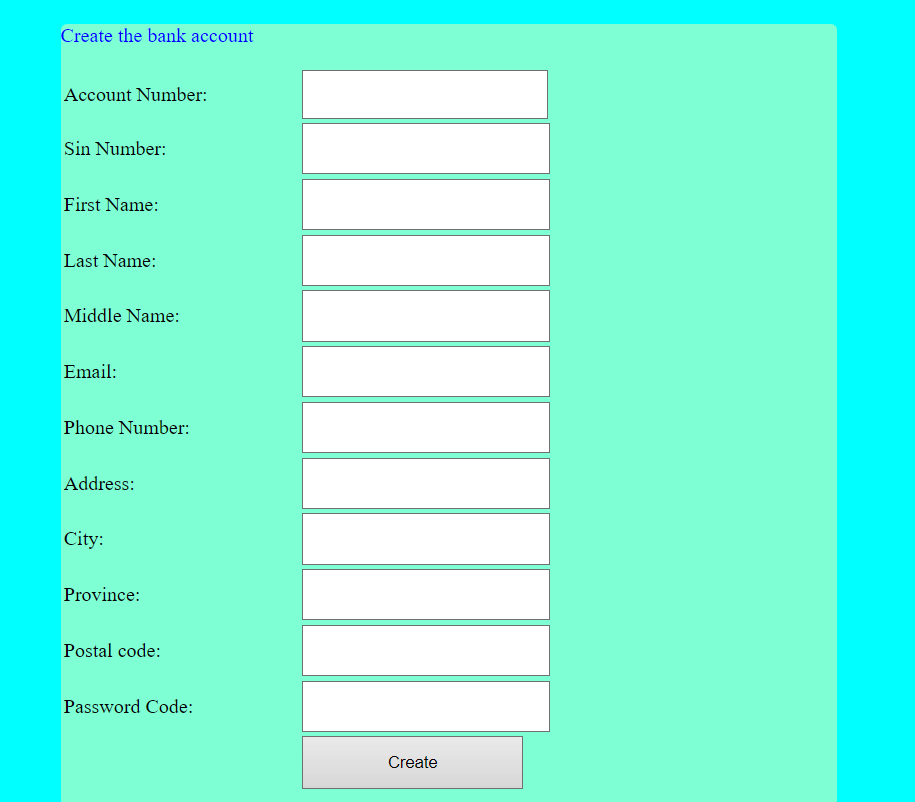 Create the bank account
Account Number:
Sin Number:
First Name:
Last Name:
Middle Name:
Email:
Phone Number:
Address:
City:
Province:
Postal code:
Password Code:
Create